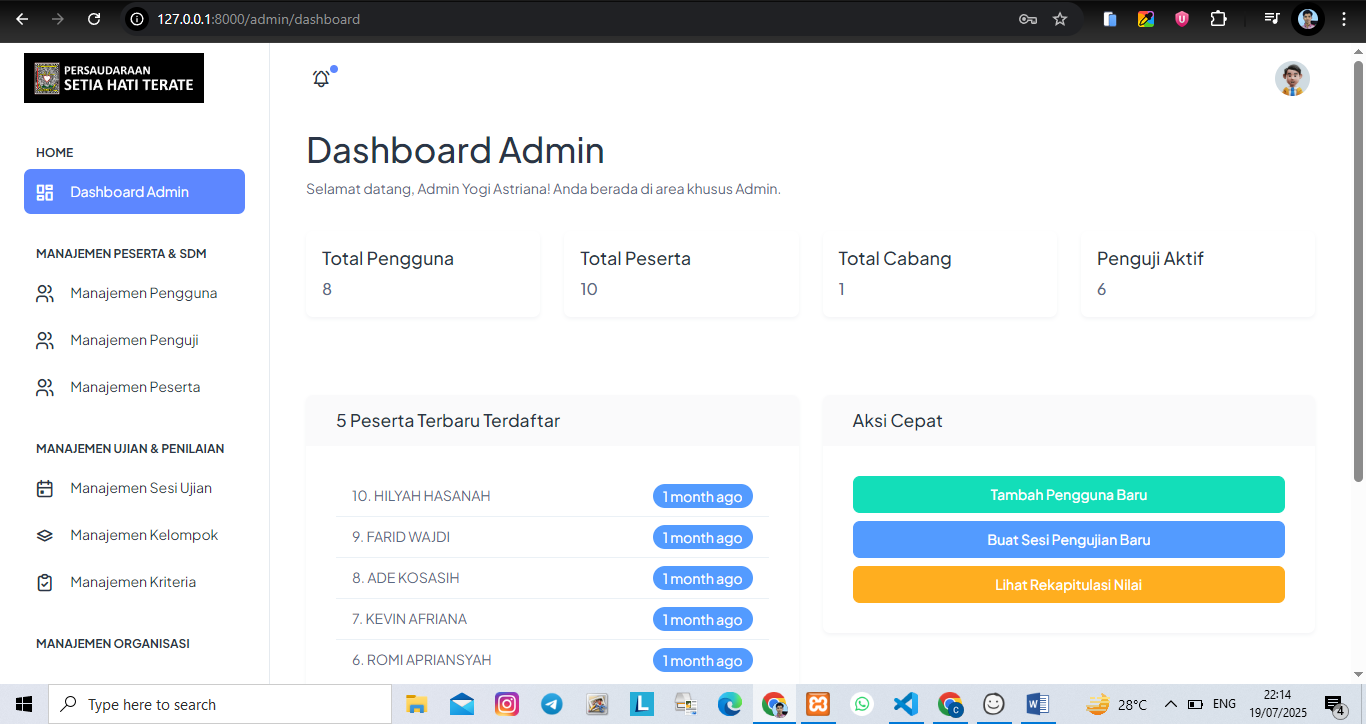 127.0.0.1:8000/admin/dashboard
PERSAUDARAAN
SETIA HATI TERATE
HOME
Dashboard Admin
MANAJEMEN PESERTA & SDM
Manajemen Pengguna
Manajemen Penguji
Manajemen Peserta
MANAJEMEN UJIAN & PENILAIAN
Manajemen Sesi Ujian
Manajemen Kelompok
Manajemen Kriteria
MANAJEMEN ORGANISASI
Dashboard Admin
Selamat datang, Admin Yogi Astriana! Anda berada di area khusus Admin.
Total Pengguna
8
Total Peserta
10
Total Cabang
1
Penguji Aktif
6
5 Peserta Terbaru Terdaftar
10. HILYAH HASANAH 1 month ago
9. FARID WAJDI 1 month ago
8. ADE KOSASIH 1 month ago
7. KEVIN AFRIANA 1 month ago
6. ROMI APRIANSYAH 1 month ago
Aksi Cepat
Tambah Pengguna Baru
Buat Sesi Pengujian Baru
Lihat Rekapitulasi Nilai
Type here to search
28°C
ENG
22:14
19/07/2025
4